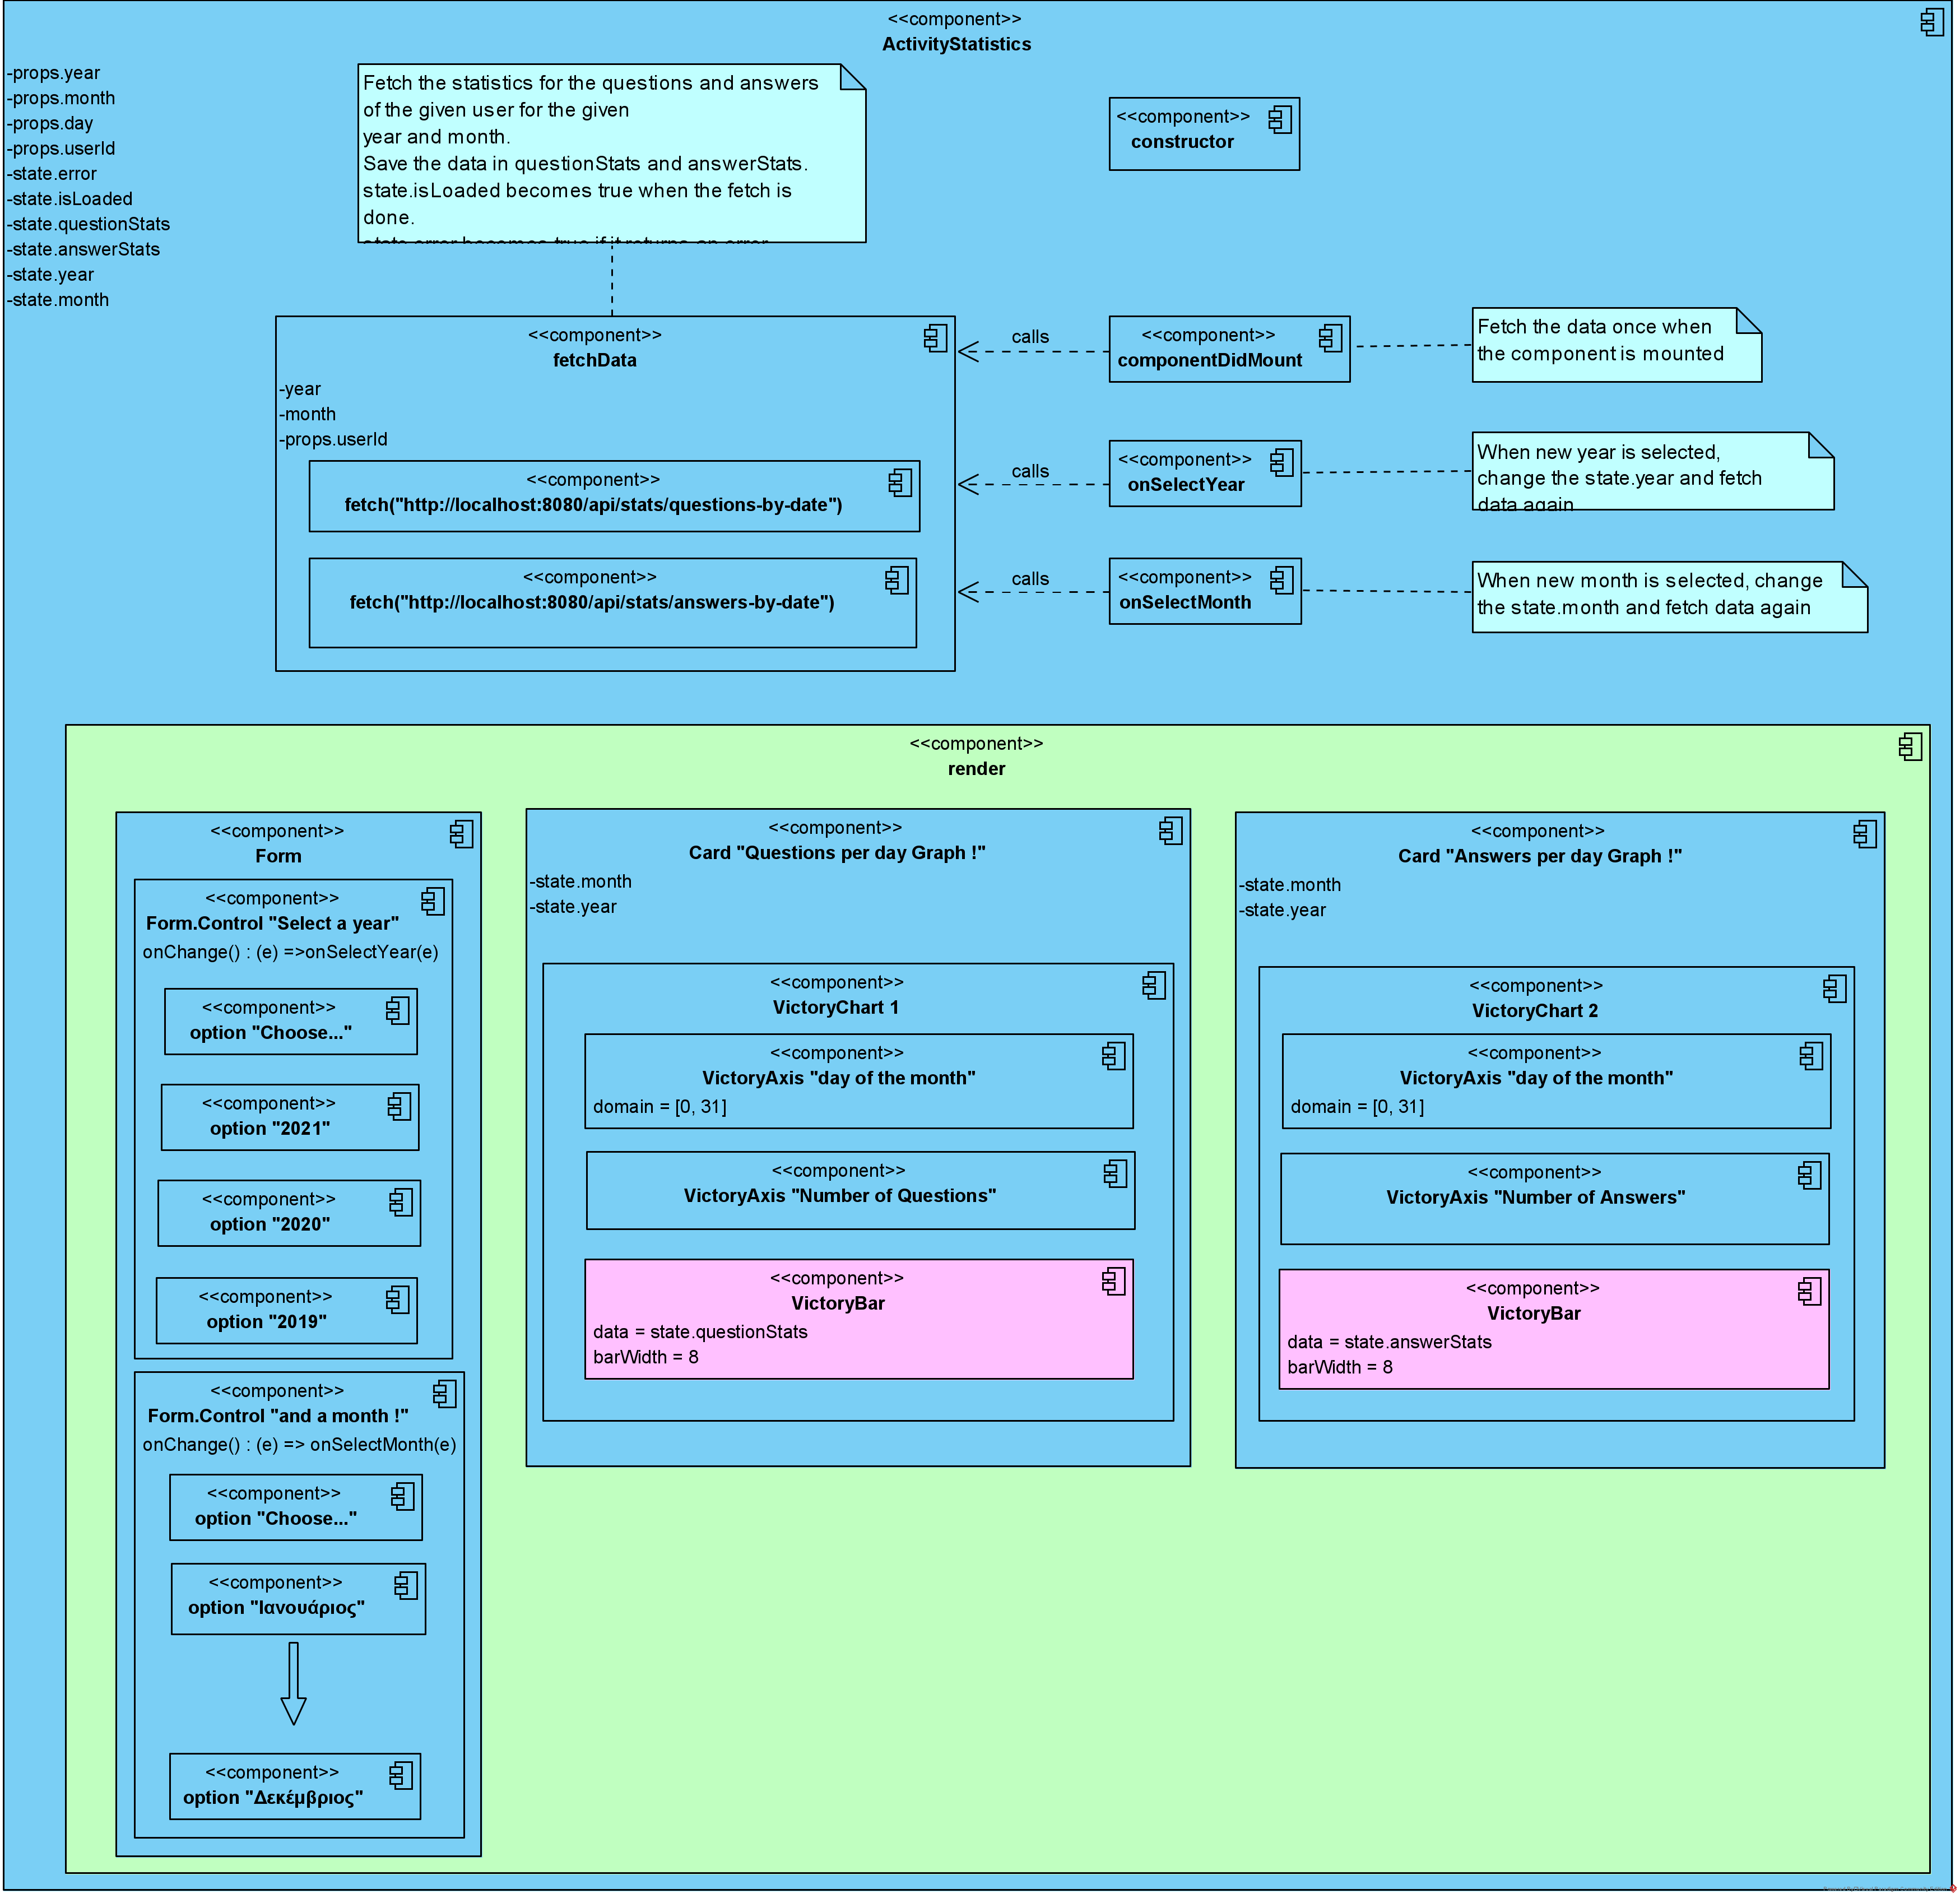 <<component>>
ActivityStatistics
-props.year
-props.month
-props.day
-props.userId
-state.error
-state.isLoaded
-state.questionStats
-state.answerStats
-state.year
-state.month
Fetch the statistics for the questions and answers
of the given user for the given
year and month.
Save the data in questionStats and answerStats.
state.isLoaded becomes true when the fetch is
done.
state.error becomes true if it returns an error
<<component>>
constructor
<<component>>
fetchData
-year
-month
-props.userId
<<component>>
fetch("http://localhost:8080/api/stats/questions-by-date")
<<component>>
fetch("http://localhost:8080/api/stats/answers-by-date")
calls
<<component>>
componentDidMount
Fetch the data once when
the component is mounted
calls
<<component>>
onSelectYear
When new year is selected,
change the state.year and fetch
data again
calls
<<component>>
onSelectMonth
When new month is selected, change
the state.month and fetch data again
<<component>>
render
<<component>>
Form
<<component>>
Form.Control "Select a year"
onChange() : (e) =>onSelectYear(e)
<<component>>
option "Choose..."
<<component>>
option "2021"
<<component>>
option "2020"
<<component>>
option "2019"
<<component>>
Form.Control "and a month !"
onChange() : (e) => onSelectMonth(e)
<<component>>
option "Choose..."
<<component>>
option "Ιανουάριος"
<<component>>
option "Δεκέμβριος"
<<component>>
Card "Questions per day Graph !"
-state.month
-state.year
<<component>>
VictoryChart 1
<<component>>
VictoryAxis "day of the month"
domain = [0, 31]
<<component>>
VictoryAxis "Number of Questions"
<<component>>
VictoryBar
data = state.questionStats
barWidth = 8
<<component>>
Card "Answers per day Graph !"
-state.month
-state.year
<<component>>
VictoryChart 2
<<component>>
VictoryAxis "day of the month"
domain = [0, 31]
<<component>>
VictoryAxis "Number of Answers"
<<component>>
VictoryBar
data = state.answerStats
barWidth = 8